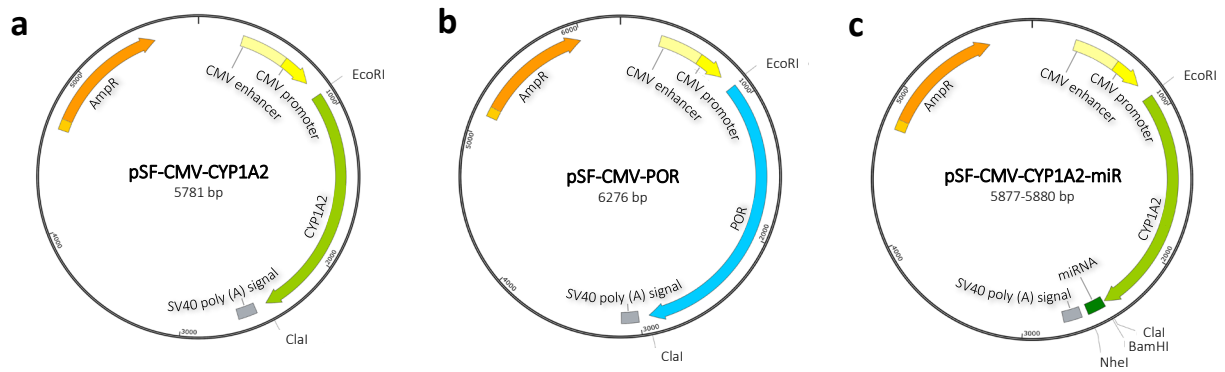 a
AmpR
CMV enhancer
CMV promoter
EcoRI
1000
5000
pSF-CMV-CYP1A2
5781 bp
CYP1A2
2000
4000
SV40 poly (A) signal
3000
ClaI
b
6000
AmpR
CMV enhancer
CMV promoter
EcoRI
1000
5000
pSF-CMV-POR
6276 bp
POR
2000
4000
SV40 poly (A) signal
3000
ClaI
c
AmpR
CMV enhancer
CMV promoter
EcoRI
1000
5000
pSF-CMV-CYP1A2-miR
5877-5880 bp
CYP1A2
2000
4000
miRNA
SV40 poly (A) signal
3000
ClaI
BamHI
NheI